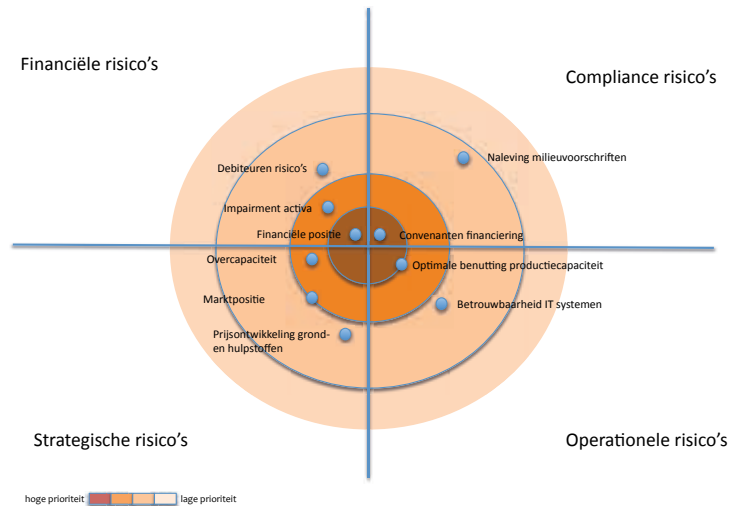 Financiële risico's
Compliance risico's
Debiteuren risico's
Naleving milieuvoorschriften
Impairment activa
Financiële positie
Convenanten financiering
Overcapaciteit
Optimale benutting productiecapaciteit
Marktpositie
Betrouwbaarheid IT systemen
Prijsontwikkeling grond-
en hulpstoffen
Strategische risico's
Operationele risico's
hoge prioriteit
lage prioriteit